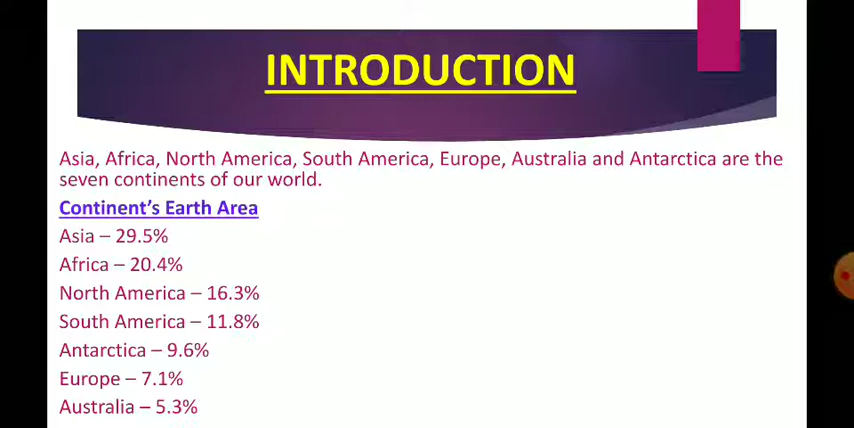 INTRODUCTION
Asia, Africa, North America, South America, Europe, Australia and Antarctica are the
seven continents of our world.
Continent's Earth Area
Asia – 29.5%
Africa – 20.4%
North America – 16.3%
South America – 11.8%
Antarctica – 9.6%
Europe – 7.1%
Australia – 5.3%